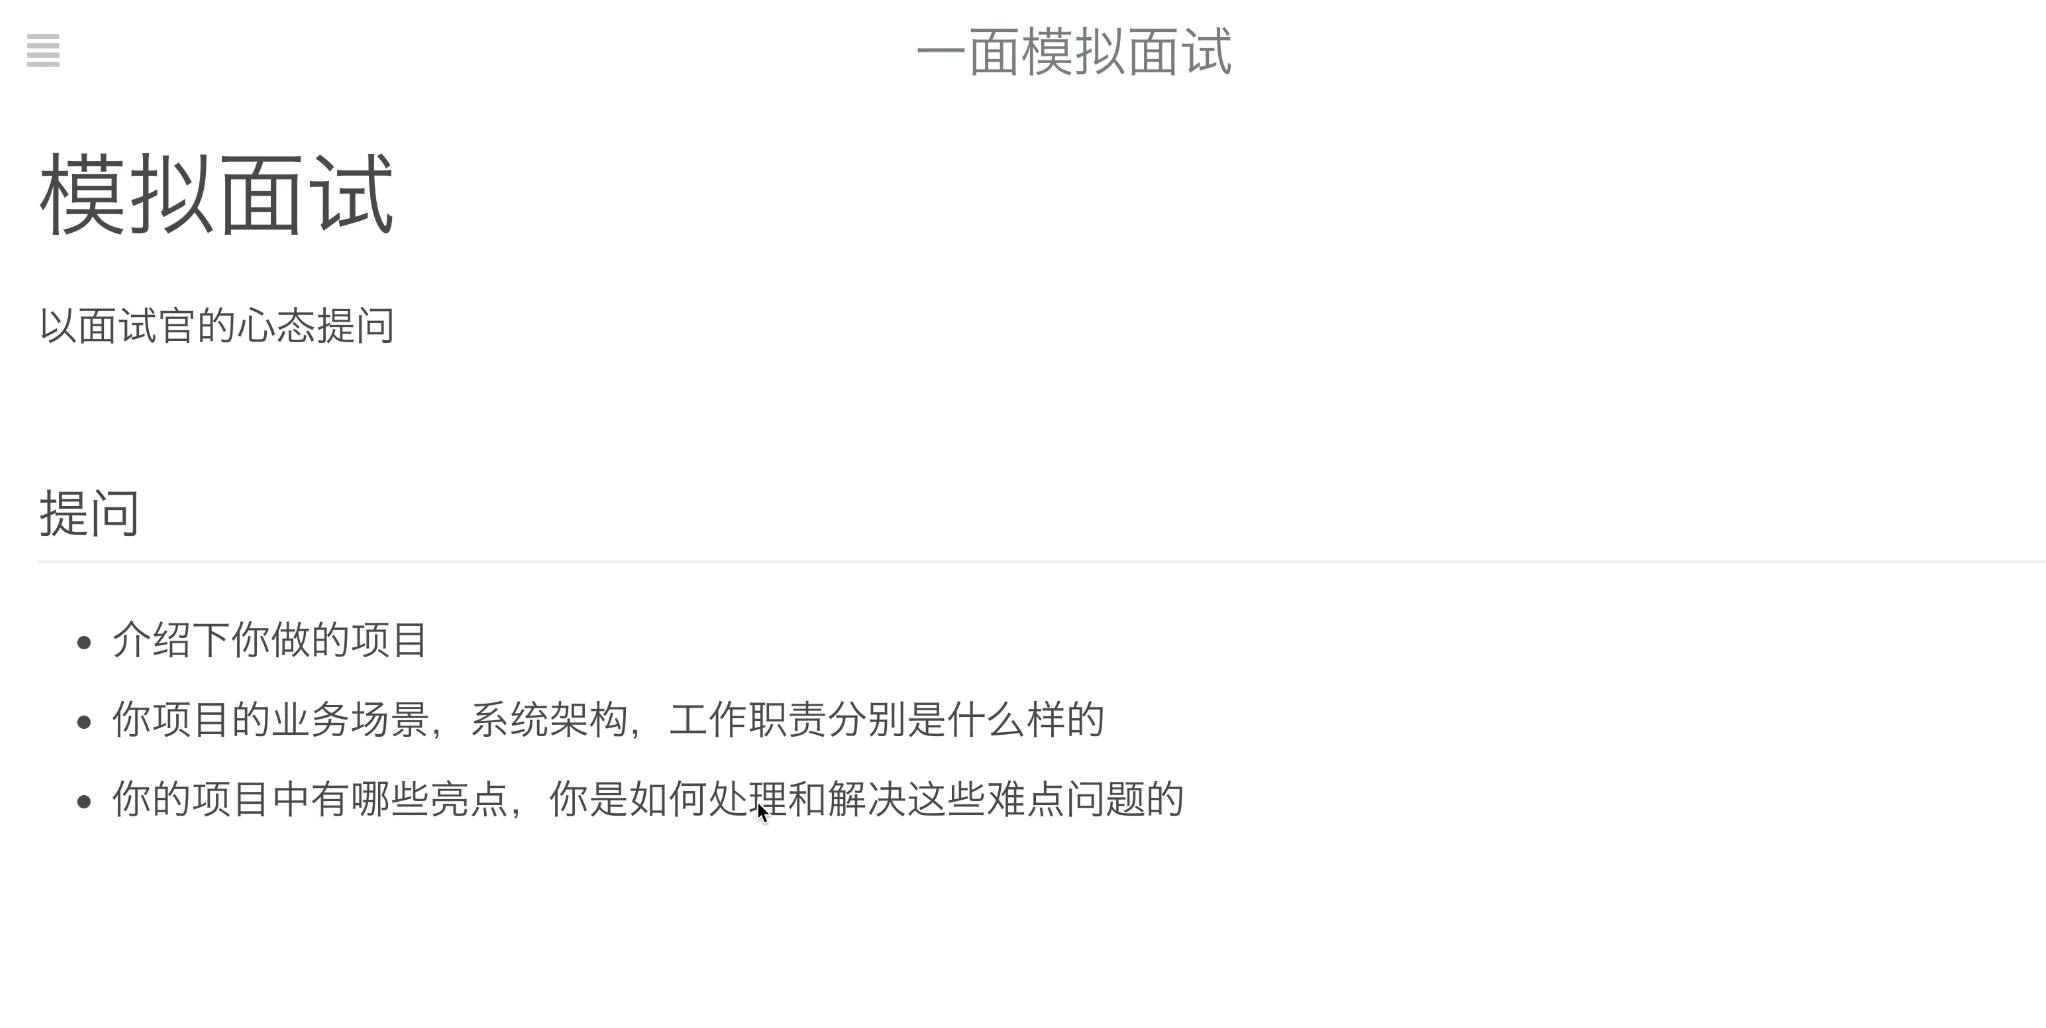 一面模拟面试
模拟面试
以面试官的心态提问
提问
介绍下你做的项目
你项目的业务场景，系统架构，工作职责分别是什么样的
你的项目中有哪些亮点，你是如何处理和解决这些难点问题的